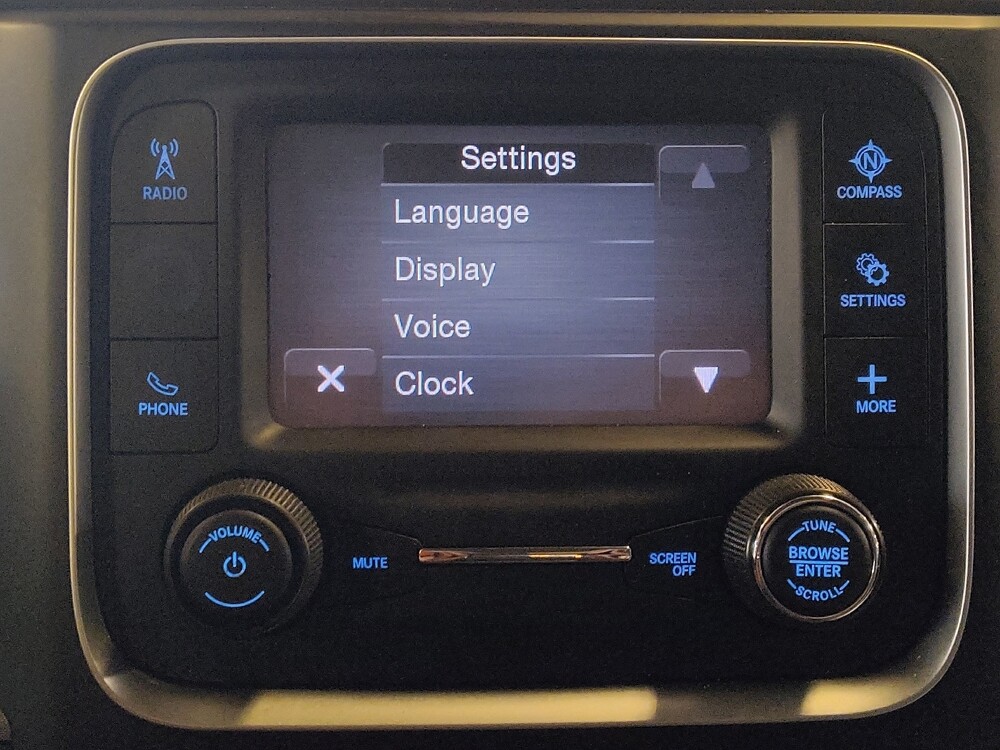 RADIO
PHONE
Settings
Language
Display
Voice
Clock
N
COMPASS
SETTINGS
MORE
VOLUME
MUTE
SCREEN
OFF
TUNE
BROWSE
ENTER
SCROLL